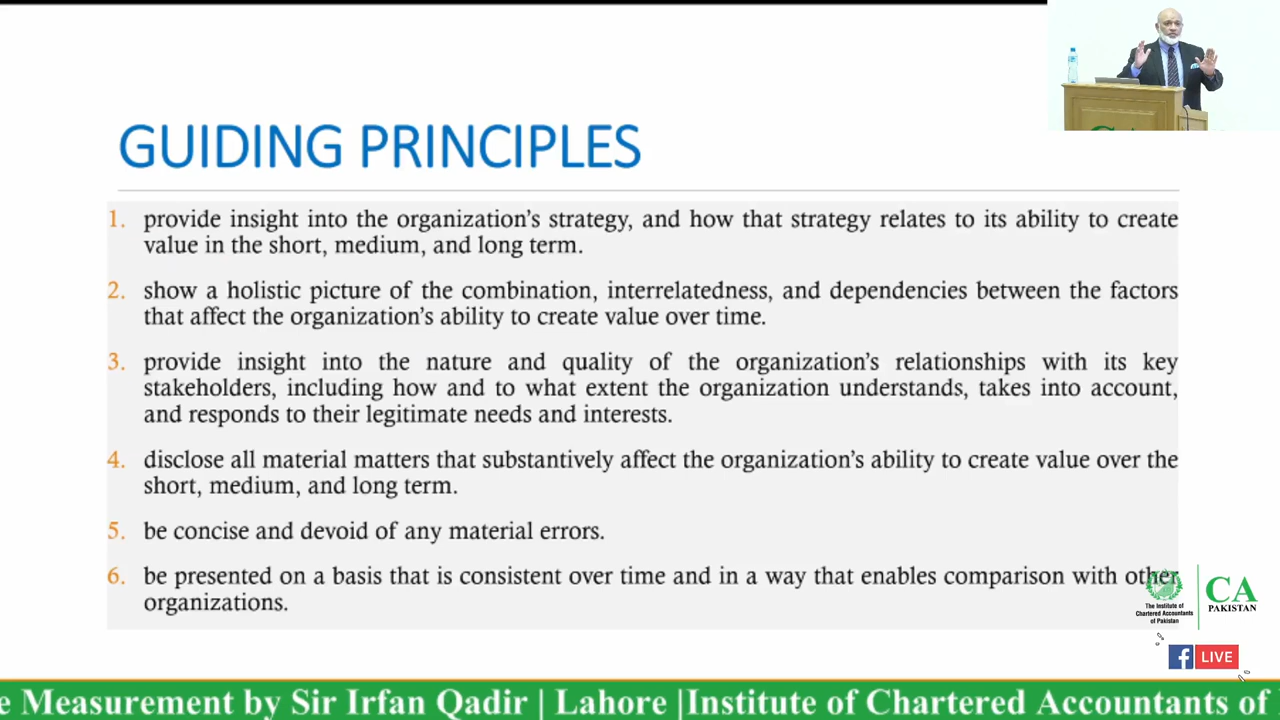 GUIDING PRINCIPLES
1. provide insight into the organization's strategy, and how that strategy relates to its ability to create
value in the short, medium, and long term.
2. show a holistic picture of the combination, interrelatedness, and dependencies between the factors
that affect the organization's ability to create value over time.
3. provide insight into the nature and quality of the organization's relationships with its key
stakeholders, including how and to what extent the organization understands, takes into account,
and responds to their legitimate needs and interests.
4. disclose all material matters that substantively affect the organization's ability to create value over the
short, medium, and long term.
5. be concise and devoid of any material errors.
6. be presented on a basis that is consistent over time and in a way that enables comparison with other
organizations.
The Institute of
Chartered Accountants
of Pakistan
CA
PAKISTAN
f LIVE
e Measurement by Sir Irfan Qadir | Lahore |Institute of Chartered Accountants of